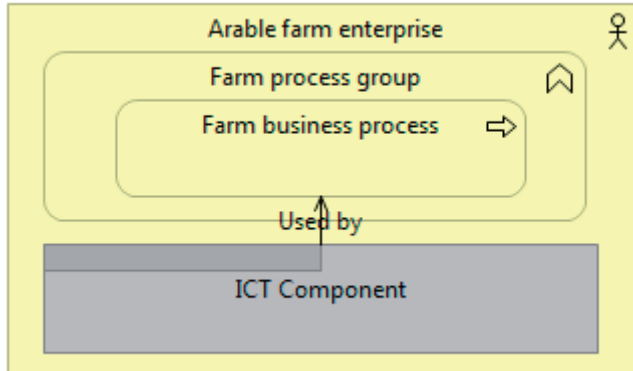 Arable farm enterprise
Farm process group
Farm business process
Used by
ICT Component